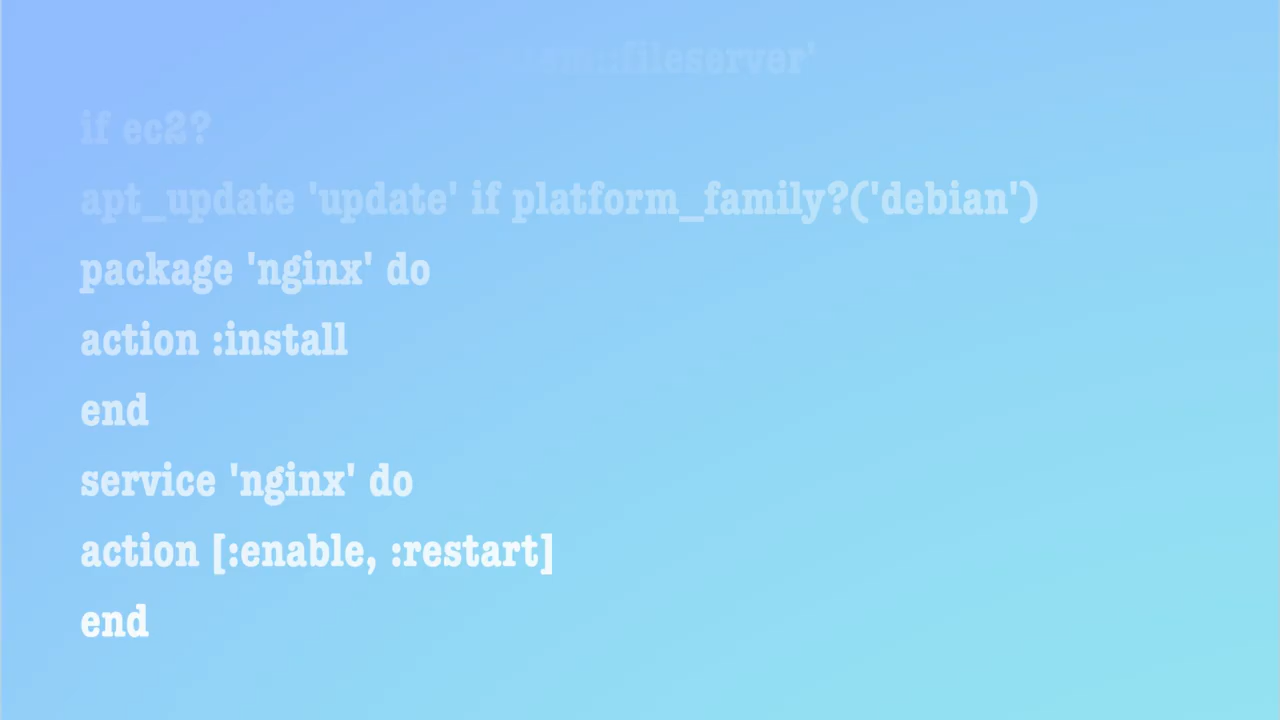 if ec2?
apt_update 'update' if platform_family?('debian')
package 'nginx' do
action :install
end
service 'nginx' do
action [:enable, :restart]
end